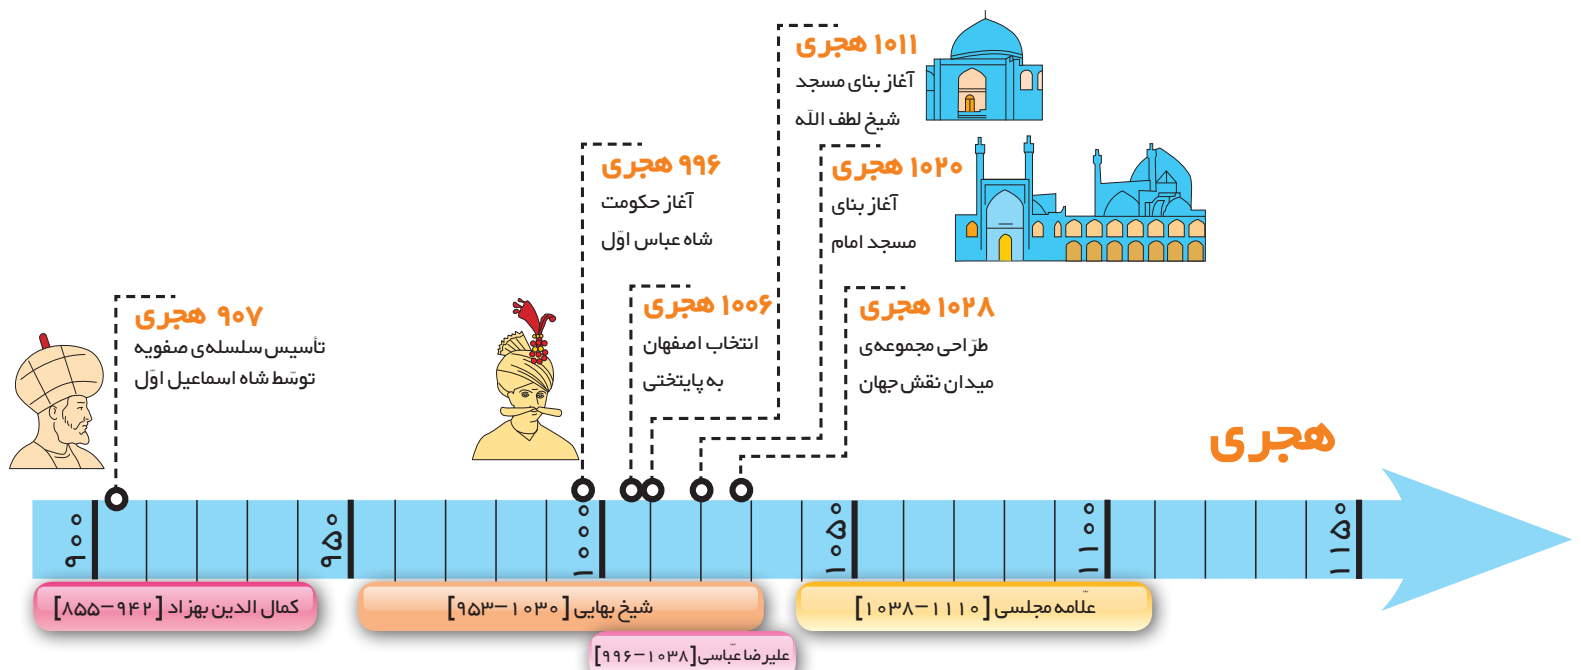 ۹۰۷ هجری
تأسیس سلسله‌ی صفویه
توسّط شاه اسماعیل اوّل
۹۹۶ هجری
آغاز حکومت
شاه عباس اوّل
۱۰۰۶ هجری
انتخاب اصفهان
به پایتختی
۱۰۱۱ هجری
آغاز بنای مسجد
شیخ لطف اللّه
۱۰۲۰ هجری
آغاز بنای
مسجد امام
۱۰۲۸ هجری
طرّاحی مجموعه‌ی
میدان نقش جهان
هجری
۹۰۰
۹۵۰
۱۰۰۰
۱۰۵۰
۱۱۰۰
۱۱۵۰
کمال الدین بهزاد [۹۴۲–۸۵۵]
شیخ بهایی [۱۰۳۰–۹۵۳]
علّامه مجلسی [۱۱۱۰–۱۰۳۸]
علیرضا عبّاسی [۱۰۳۸–۹۹۶]